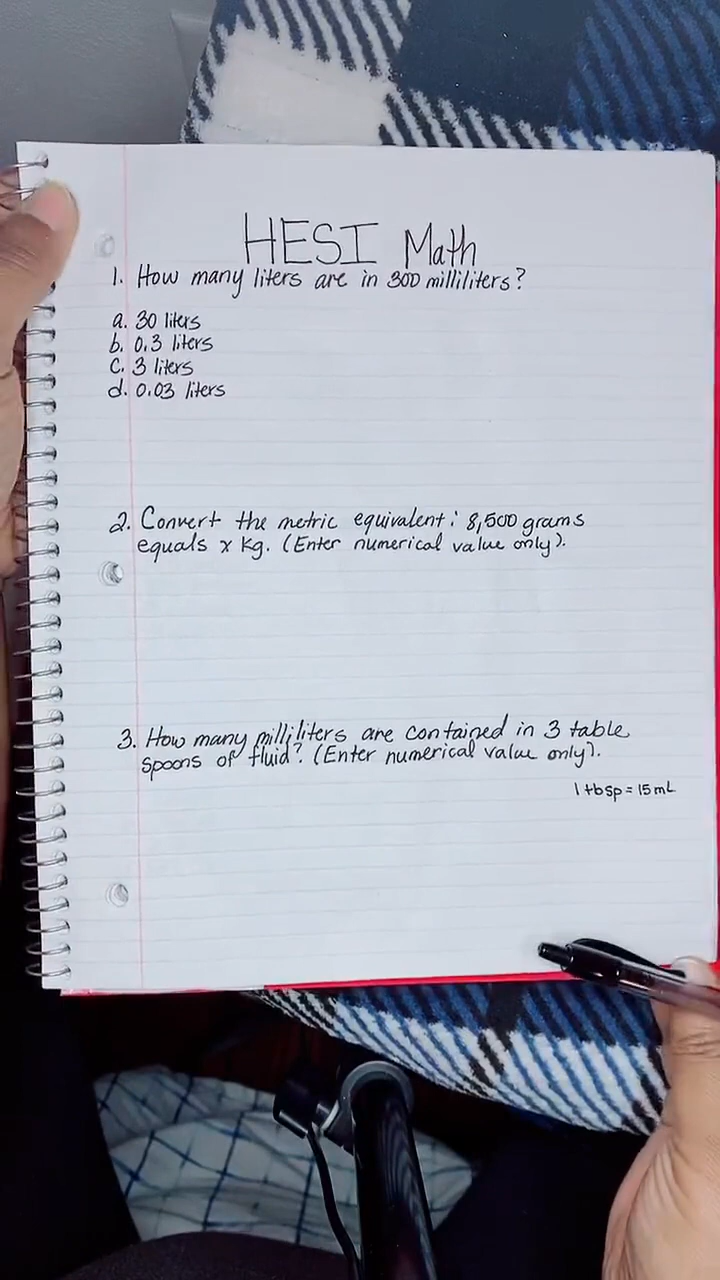 HESI Math
1. How many liters are in 300 milliliters?
a. 30 liters
b. 0.3 liters
c. 3 liters
d. 0.03 liters
2. Convert the metric equivalent: 8,500 grams
equals x Kg. (Enter numerical value only).
3. How many milliliters are contained in 3 table
spoons of fluid? (Enter numerical value only).
1 tbsp = 15 mL